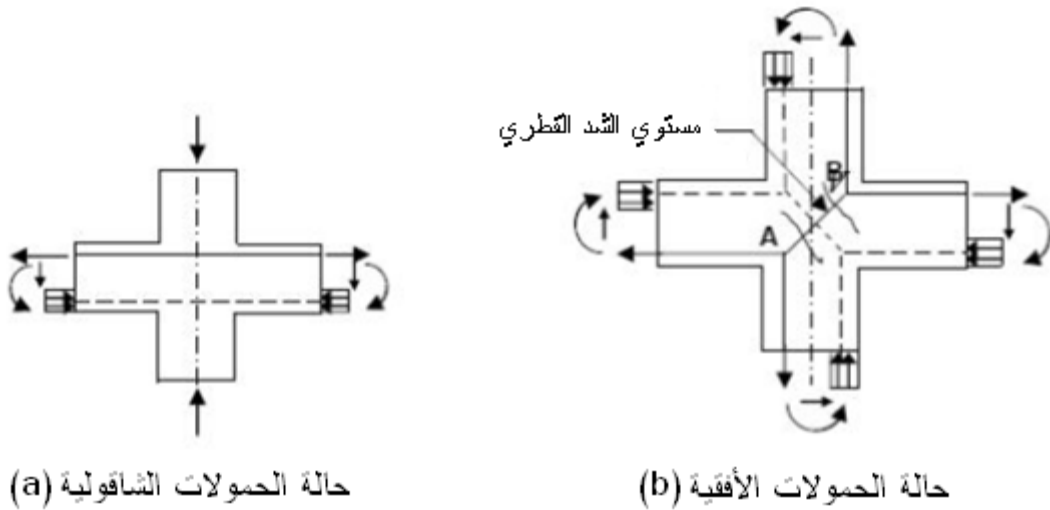 مستوي الشد القطري
B
A
حالة الحمولات الشاقولية (a)
حالة الحمولات الأفقية (b)